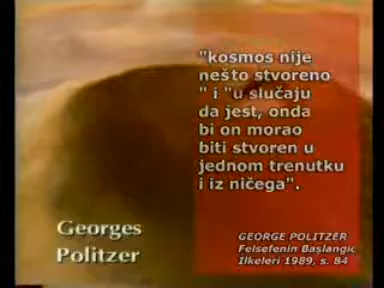 "kosmos nije
nešto stvoreno
" i "u slučaju
da jest, onda
bi on morao
biti stvoren u
jednom trenutku
i iz ničega".
Georges
Politzer
GEORGE POLITZER
Felsefenin Başlangıç
İlkeleri 1989, s. 84